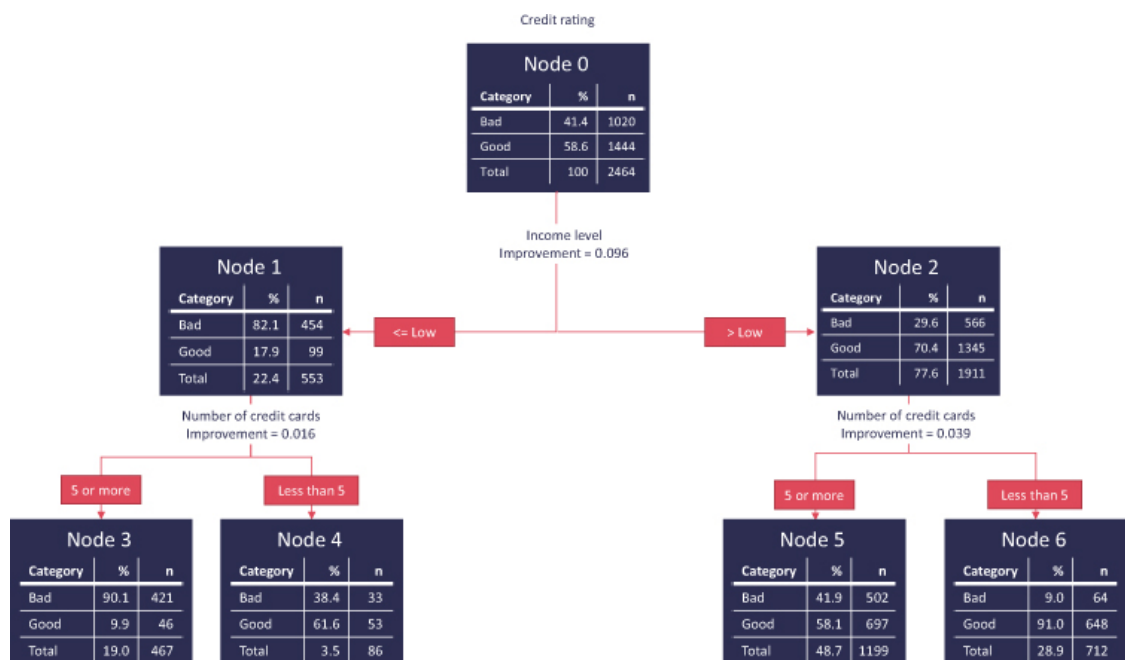 Credit rating
Node 0
Category % n
Bad 41.4 1020
Good 58.6 1444
Total 100 2464
Income level
Improvement = 0.096
Node 1
Category % n
Bad 82.1 454
Good 17.9 99
Total 22.4 553
<= Low
> Low
Node 2
Category % n
Bad 29.6 566
Good 70.4 1345
Total 77.6 1911
Number of credit cards
Improvement = 0.016
Number of credit cards
Improvement = 0.039
5 or more
Less than 5
5 or more
Less than 5
Node 3
Category % n
Bad 90.1 421
Good 9.9 46
Total 19.0 467
Node 4
Category % n
Bad 38.4 33
Good 61.6 53
Total 3.5 86
Node 5
Category % n
Bad 41.9 502
Good 58.1 697
Total 48.7 1199
Node 6
Category % n
Bad 9.0 64
Good 91.0 648
Total 28.9 712